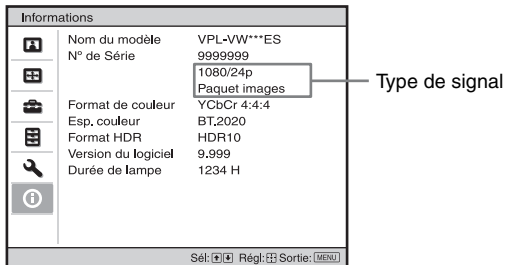 Informations
Nom du modèle VPL-VW***ES
Nº de Série 9999999
1080/24p
Paquet images
Type de signal
Format de couleur YCbCr 4:4:4
Esp. couleur BT.2020
Format HDR HDR10
Version du logiciel 9.999
Durée de lampe 1234 H
Sél: Régl: Sortie: MENU